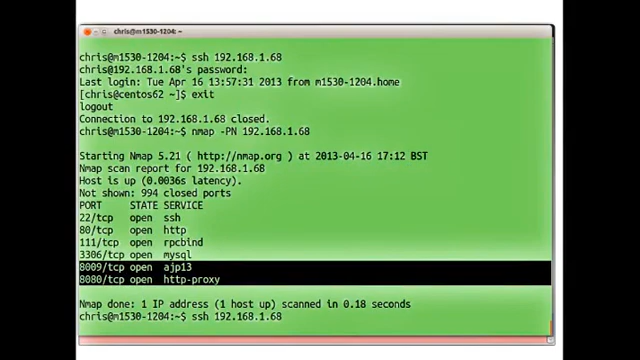 chris@m1530-1204: ~
chris@m1530-1204:~$ ssh 192.168.1.68
chris@192.168.1.68's password:
Last login: Tue Apr 16 13:57:31 2013 from m1530-1204.home
[chris@centos62 ~]$ exit
logout
Connection to 192.168.1.68 closed.
chris@m1530-1204:~$ nmap -PN 192.168.1.68
Starting Nmap 5.21 ( http://nmap.org ) at 2013-04-16 17:12 BST
Nmap scan report for 192.168.1.68
Host is up (0.0036s latency).
Not shown: 994 closed ports
PORT STATE SERVICE
22/tcp open ssh
80/tcp open http
111/tcp open rpcbind
3306/tcp open mysql
8009/tcp open ajp13
8080/tcp open http-proxy
Nmap done: 1 IP address (1 host up) scanned in 0.18 seconds
chris@m1530-1204:~$ ssh 192.168.1.68